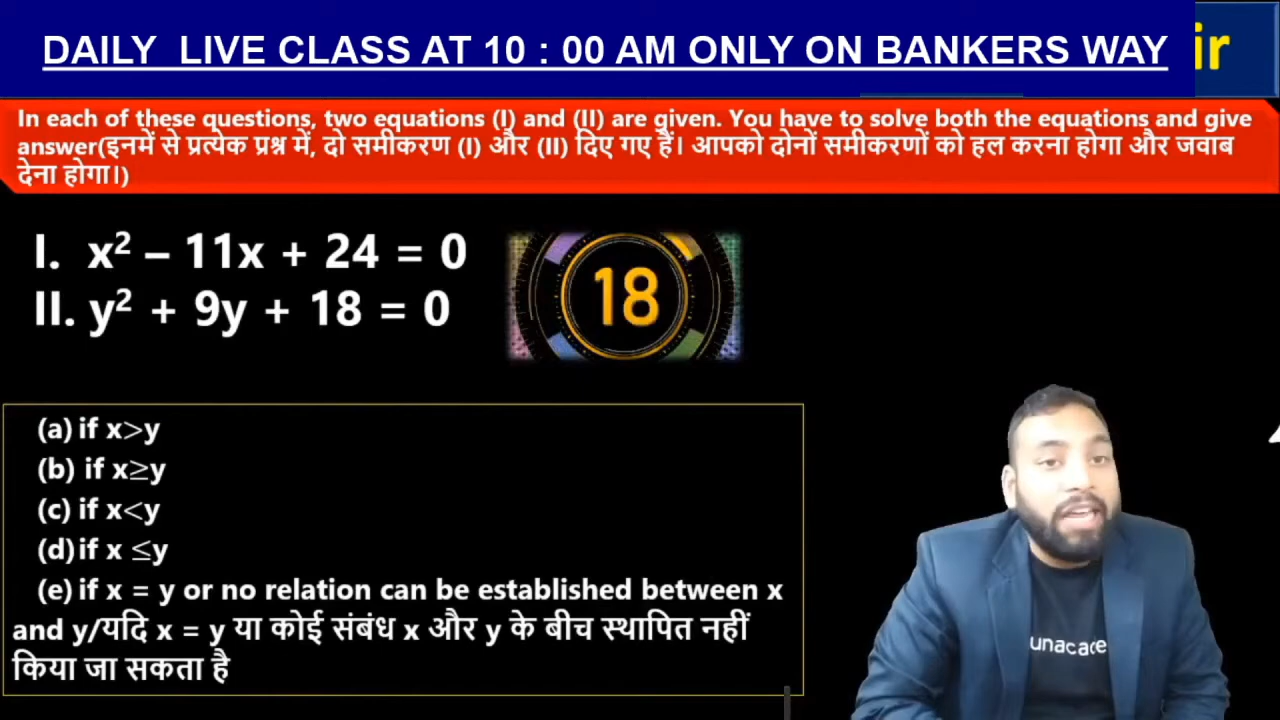 DAILY LIVE CLASS AT 10 : 00 AM ONLY ON BANKERS WAY
ir
In each of these questions, two equations (I) and (II) are given. You have to solve both the equations and give
answer(इनमें से प्रत्येक प्रश्न में, दो समीकरण (I) और (II) दिए गए हैं। आपको दोनों समीकरणों को हल करना होगा और जवाब
देना होगा।)
I. x² – 11x + 24 = 0
II. y² + 9y + 18 = 0
18
(a) if x>y
(b) if x≥y
(c) if x<y
(d) if x ≤y
(e) if x = y or no relation can be established between x
and y/यदि x = y या कोई संबंध x और y के बीच स्थापित नहीं
किया जा सकता है
unacade